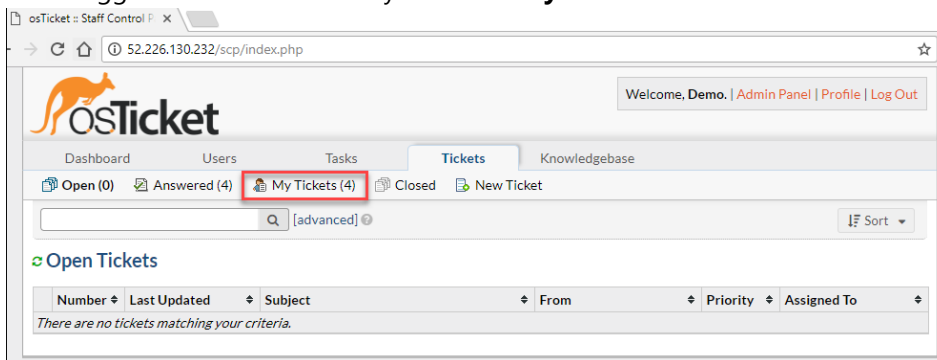 osTicket :: Staff Control P
52.226.130.232/scp/index.php
osTicket
Welcome, Demo. | Admin Panel | Profile | Log Out
Dashboard Users Tasks Tickets Knowledgebase
Open (0) Answered (4) My Tickets (4) Closed New Ticket
[advanced]
Sort
Open Tickets
Number Last Updated Subject From Priority Assigned To
There are no tickets matching your criteria.